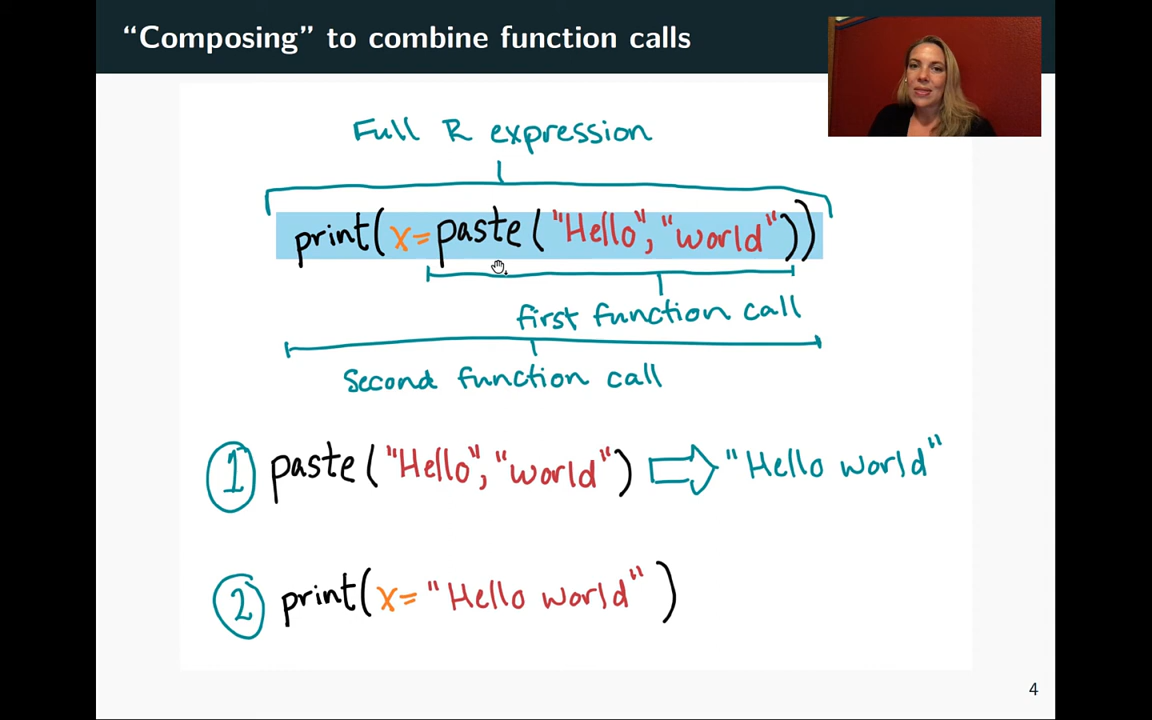 “Composing” to combine function calls
Full R expression
print(x=paste("Hello","world"))
first function call
Second function call
1 paste("Hello","world") ⇨ "Hello world"
2 print(x= "Hello world")
4